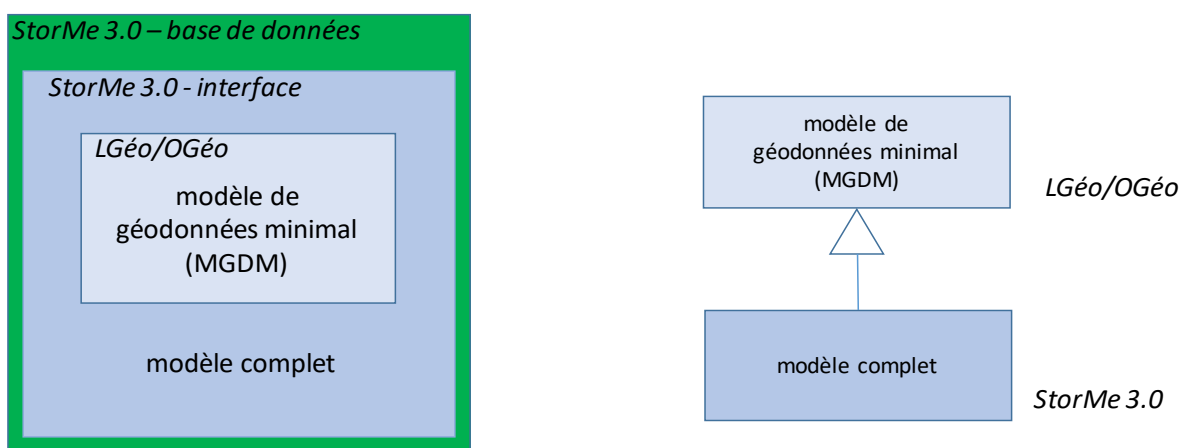 StorMe 3.0 – base de données
StorMe 3.0 - interface
LGéo/OGéo
modèle de
géodonnées minimal
(MGDM)
modèle complet
modèle de
géodonnées minimal
(MGDM)
LGéo/OGéo
modèle complet
StorMe 3.0